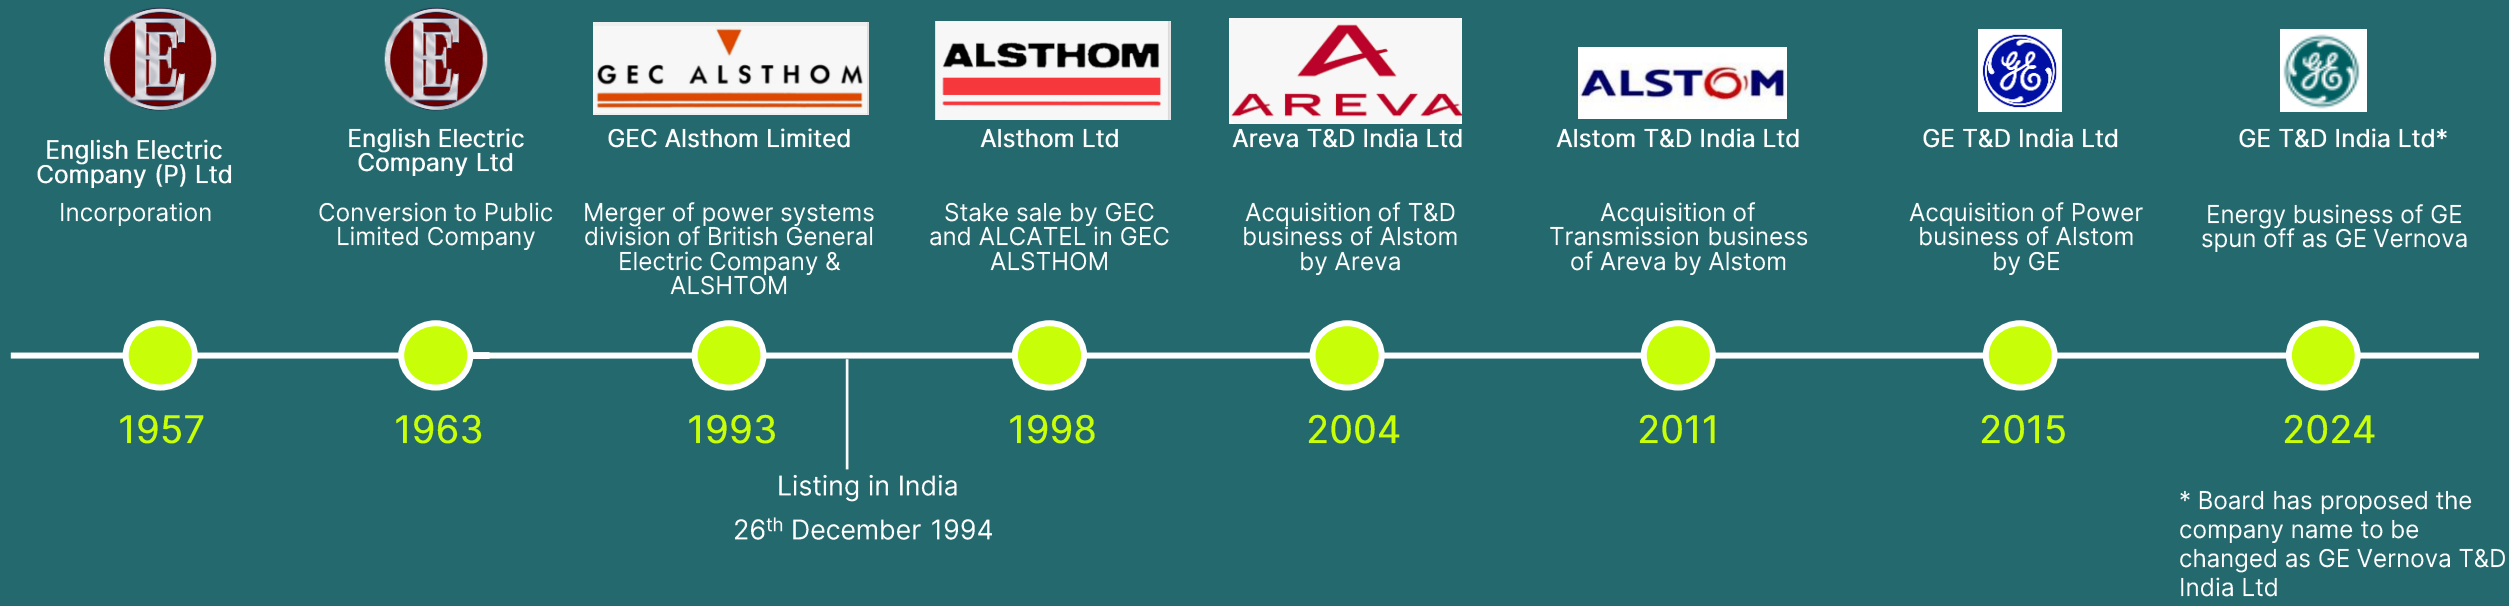 E
E
GEC ALSTHOM
ALSTHOM
AREVA
ALSTOM
GE
GE
English Electric
Company (P) Ltd
Incorporation
English Electric
Company Ltd
Conversion to Public
Limited Company
GEC Alsthom Limited
Merger of power systems
division of British General
Electric Company &
ALSHTOM
Alsthom Ltd
Stake sale by GEC
and ALCATEL in GEC
ALSTHOM
Areva T&D India Ltd
Acquisition of T&D
business of Alstom
by Areva
Alstom T&D India Ltd
Acquisition of
Transmission business
of Areva by Alstom
GE T&D India Ltd
Acquisition of Power
business of Alstom
by GE
GE T&D India Ltd*
Energy business of GE
spun off as GE Vernova
1957
1963
1993
1998
2004
2011
2015
2024
Listing in India
26th December 1994
* Board has proposed the
company name to be
changed as GE Vernova T&D
India Ltd